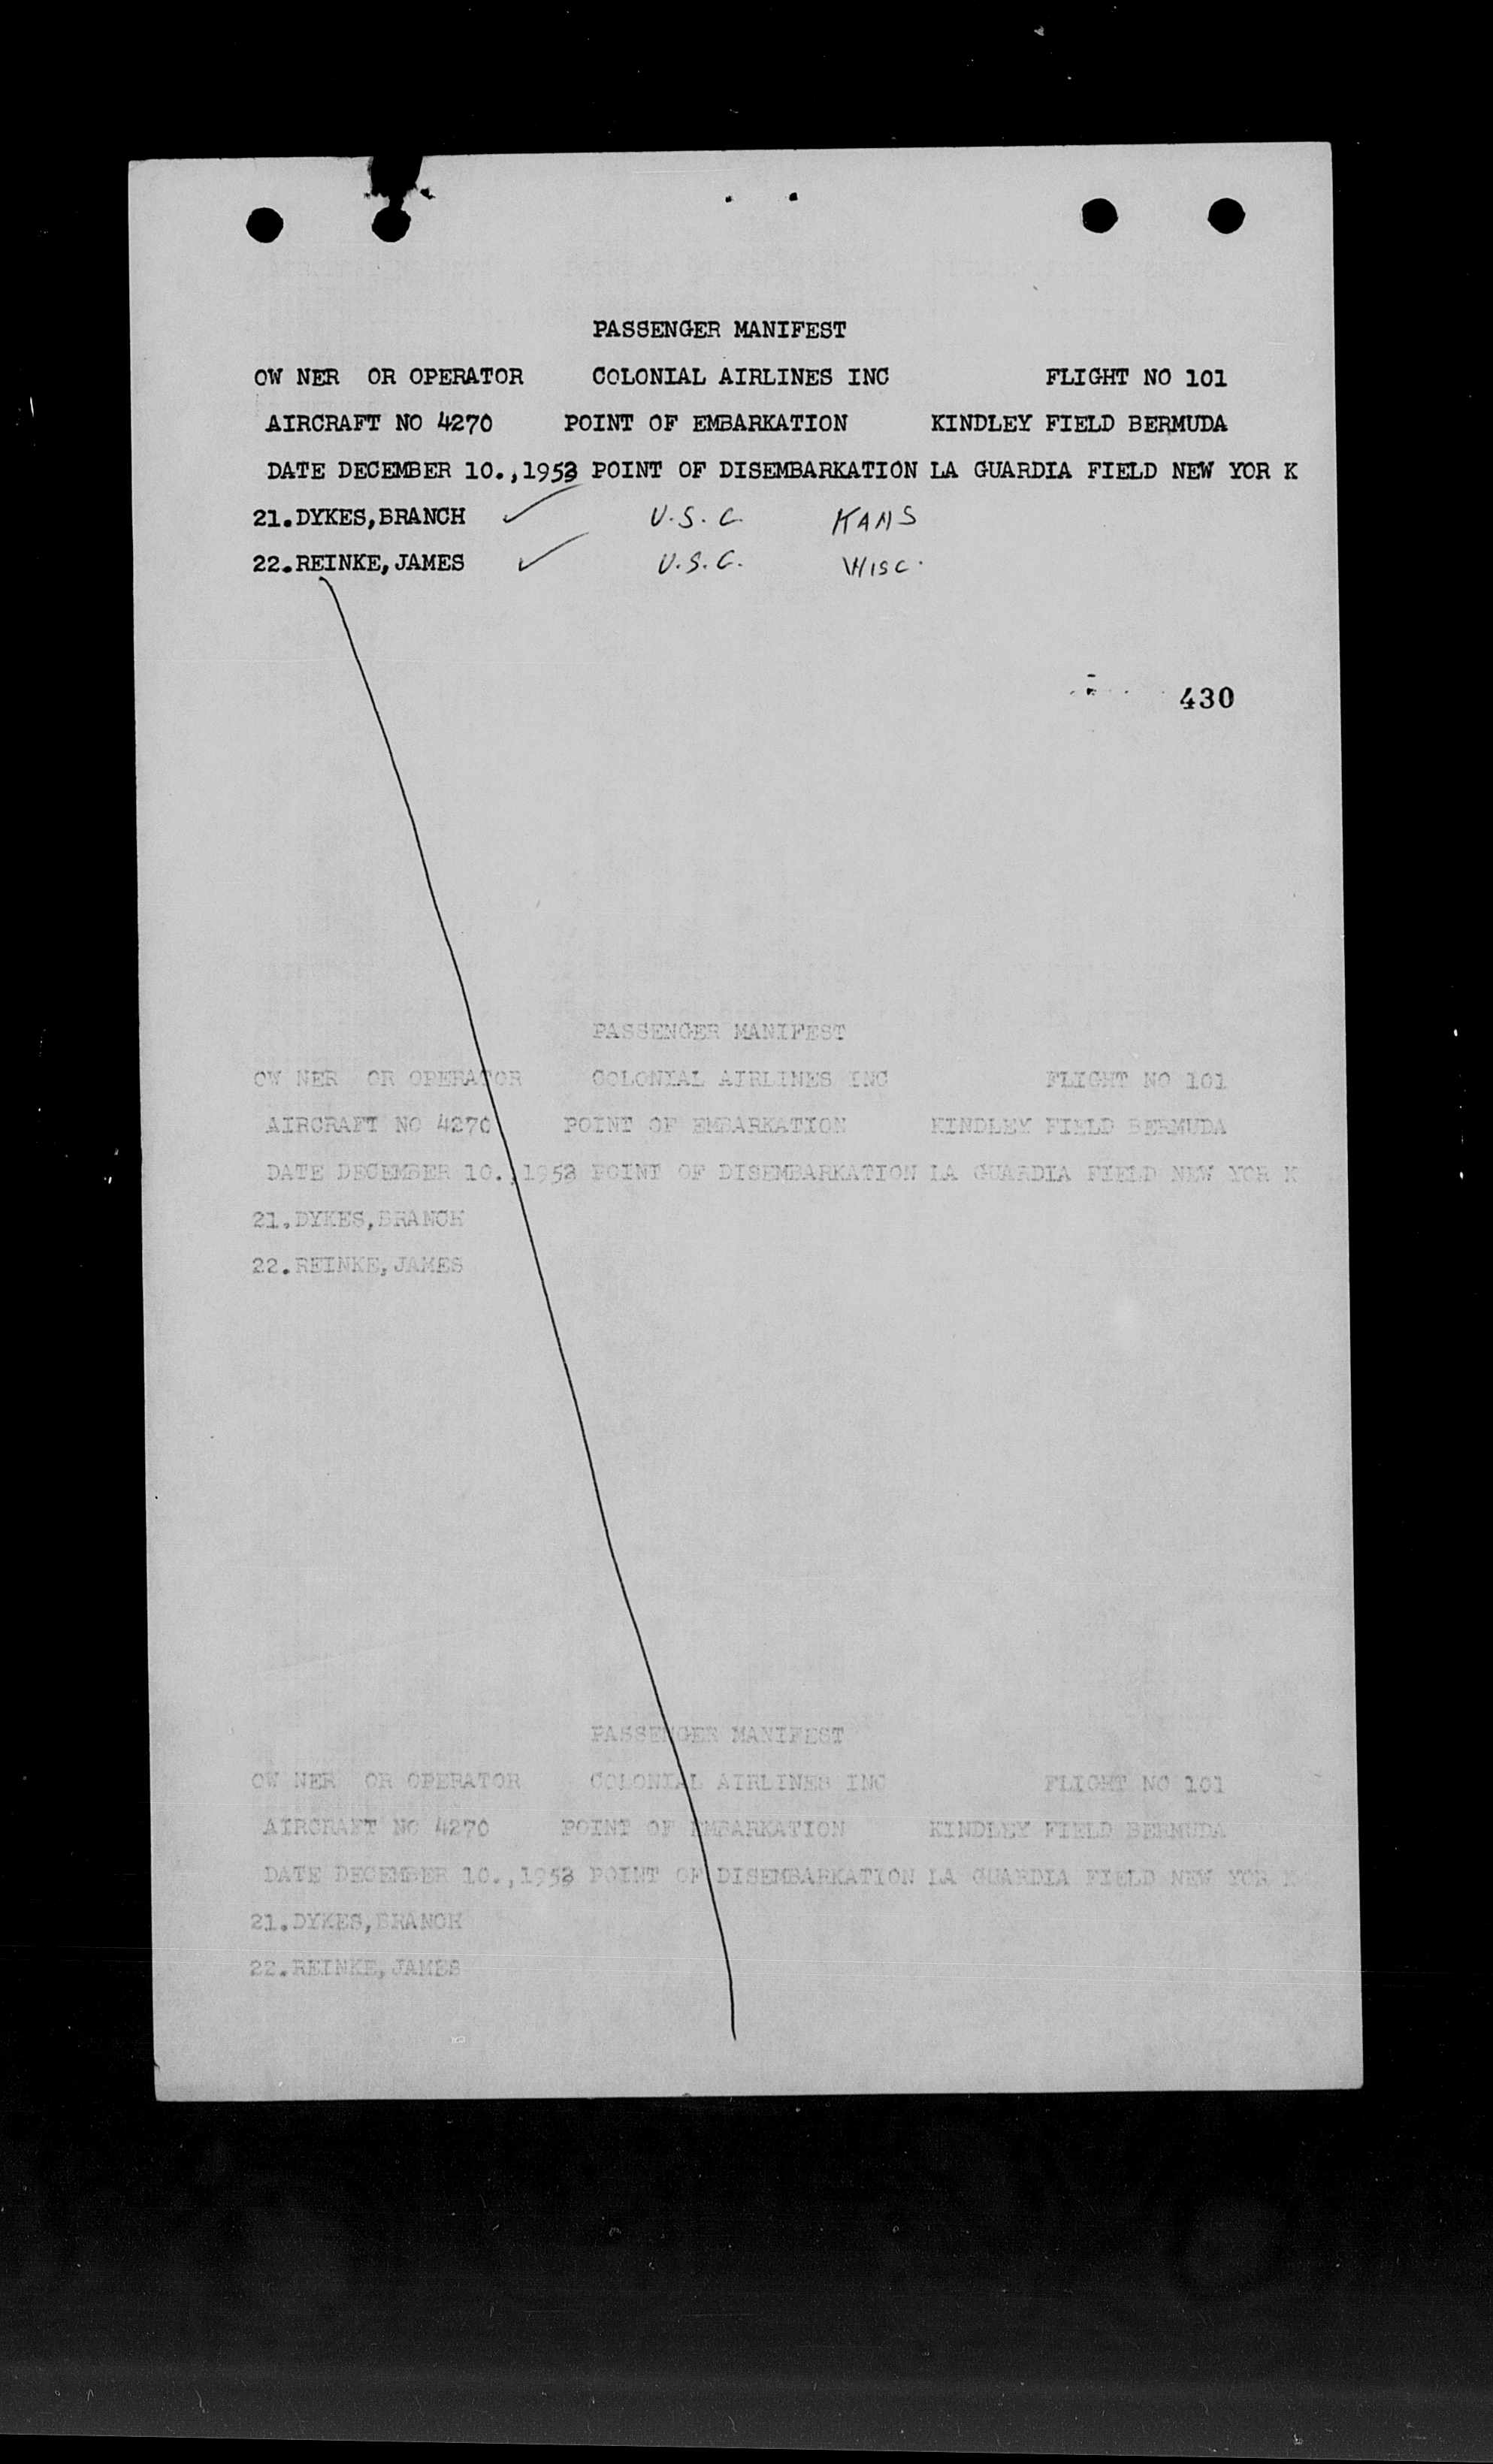 PASSENGER MANIFEST
OW NER OR OPERATOR COLONIAL AIRLINES INC FLIGHT NO 101
AIRCRAFT NO 4270 POINT OF EMBARKATION KINDLEY FIELD BERMUDA
DATE DECEMBER 10.,1953 POINT OF DISEMBARKATION LA GUARDIA FIELD NEW YOR K
21.DYKES,BRANCH U.S.C. KANS
22.REINKE,JAMES U.S.C. WISC.
430
PASSENGER MANIFEST
OW NER OR OPERATOR COLONIAL AIRLINES INC FLIGHT NO 101
AIRCRAFT NO 4270 POINT OF EMBARKATION KINDLEY FIELD BERMUDA
DATE DECEMBER 10.,1953 POINT OF DISEMBARKATION LA GUARDIA FIELD NEW YOR K
21.DYKES,BRANCH
22.REINKE,JAMES
PASSENGER MANIFEST
OW NER OR OPERATOR COLONIAL AIRLINES INC FLIGHT NO 101
AIRCRAFT NO 4270 POINT OF EMBARKATION KINDLEY FIELD BERMUDA
DATE DECEMBER 10.,1953 POINT OF DISEMBARKATION LA GUARDIA FIELD NEW YOR K
21.DYKES,BRANCH
22.REINKE,JAMES